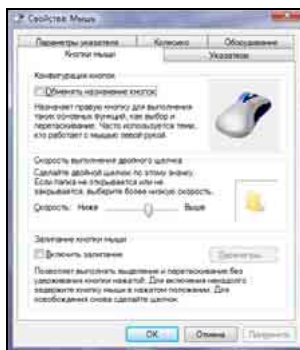 Свойства: Мышь
Параметры указателя Колесико Оборудование
Кнопки мыши Указатели
Конфигурация кнопок
Обменять назначение кнопок
Назначает правую кнопку для выполнения
таких основных функций, как выбор и
перетаскивание. Часто используется теми,
кто работает с мышью левой рукой.
Скорость выполнения двойного щелчка
Сделайте двойной щелчок по этому значку.
Если папка не открывается или не
закрывается, выберите более низкую скорость.
Скорость: Ниже Выше
Залипание кнопки мыши
Включить залипание Параметры...
Позволяет выполнять выделение и перетаскивание без
удерживания кнопки нажатой. Для включения ненадолго
задержите кнопку мыши в нажатом положении. Для
освобождения снова сделайте щелчок.
OK Отмена Применить